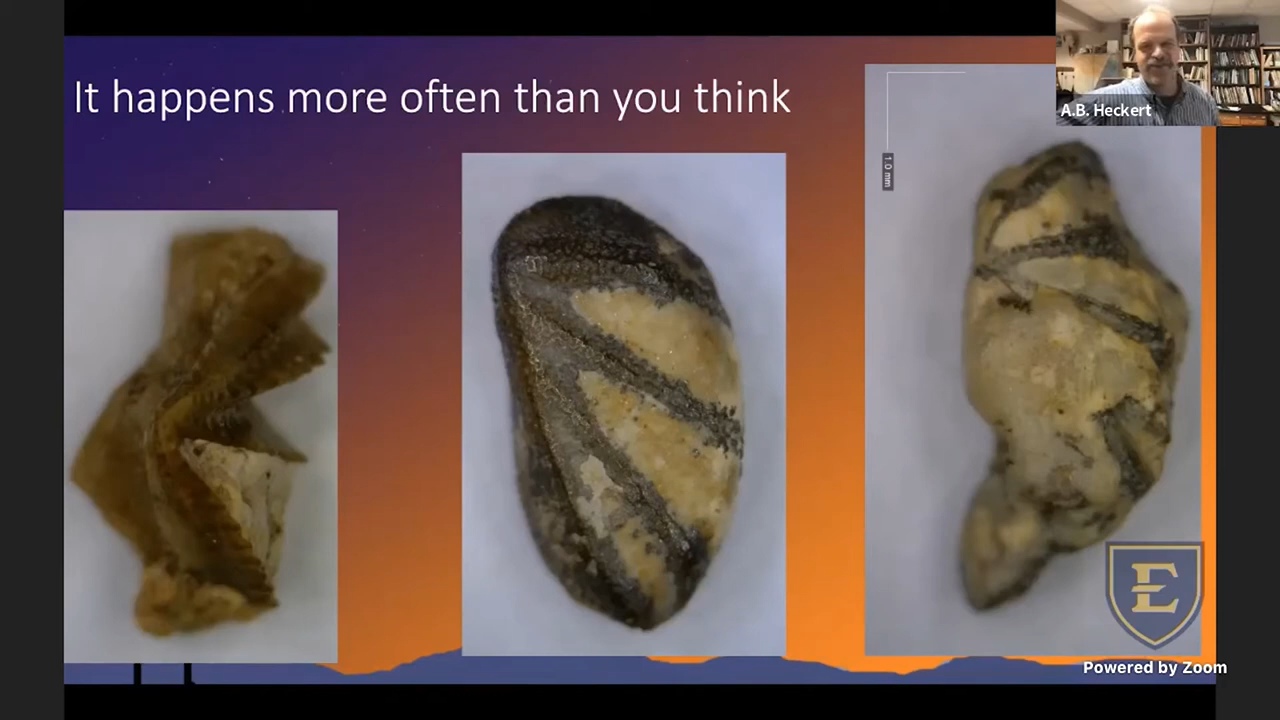 It happens more often than you think
A.B. Heckert
1.0 mm
E
Powered by Zoom